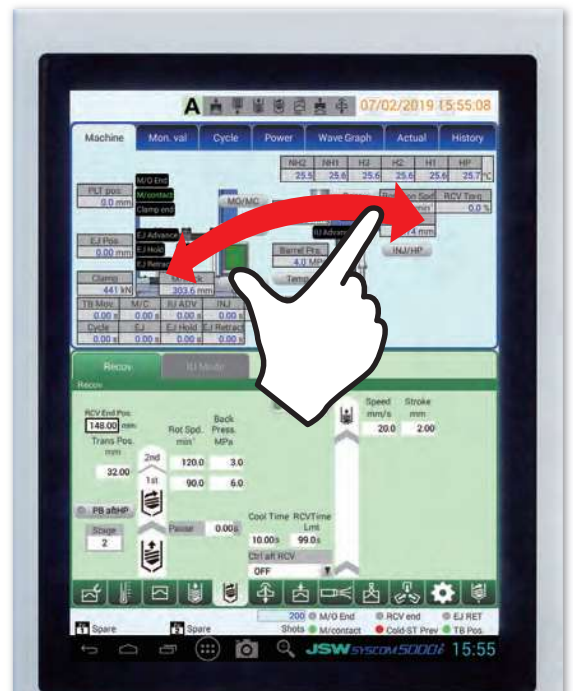 A 07/02/2019 15:55:08
Machine Mon. val Cycle Power Wave Graph Actual History
NH2 NH1 H3 H2 H1 HP
25.5 25.6 25.6 25.6 25.6 25.7 °C
M/O End
PLT pos. M/contact MO/MC RCV Torq
0.0 mm Clamp end 0.0 %
EJ Advance
EJ Pos. EJ Hold INJ/HP
0.00 mm EJ Retract Barrel Prs.
4.0 MPa
Clamp
441 kN 303.6 mm
TB Mov. M/C IU ADV INJ
0.00 s 0.00 s 0.00 s 0.00 s
Cycle EJ EJ Hold EJ Retract
0.00 s 0.00 s 0.00 s 0.00 s
Recov IU Mode
Recov
RCV End Pos. Speed Stroke
148.00 mm Back mm/s mm
Trans Pos. Rot Spd. Press. 20.0 2.00
mm min⁻ MPa
32.00 2nd 120.0 3.0
1st 90.0 6.0
PB aftHP
Stage Pause 0.00s Cool Time RCVTime
2 Lmt
10.00s 99.0s
Ctrl aft RCV
OFF
200 M/O End RCV end EJ RET
1 Spare 2 Spare Shots M/contact Cold-ST Prev TB Pos.
JSW SYSCOM5000i 15:55